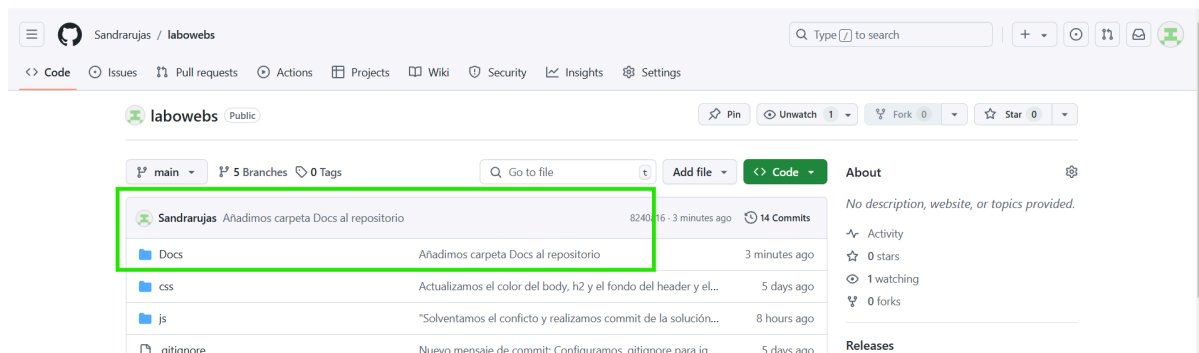 Sandrarujas / labowebs
Type / to search
Code Issues Pull requests Actions Projects Wiki Security Insights Settings
labowebs Public
Pin Unwatch 1 Fork 0 Star 0
main 5 Branches 0 Tags Go to file t Add file Code
About
No description, website, or topics provided.
Sandrarujas Añadimos carpeta Docs al repositorio 8240a16 · 3 minutes ago 14 Commits
Docs Añadimos carpeta Docs al repositorio 3 minutes ago
css Actualizamos el color del body, h2 y el fondo del header y el... 5 days ago
js "Solventamos el conficto y realizamos commit de la solución... 8 hours ago
.gitignore Nuevo mensaje de commit: Configuramos .gitignore para ig... 5 days ago
Activity
0 stars
1 watching
0 forks
Releases